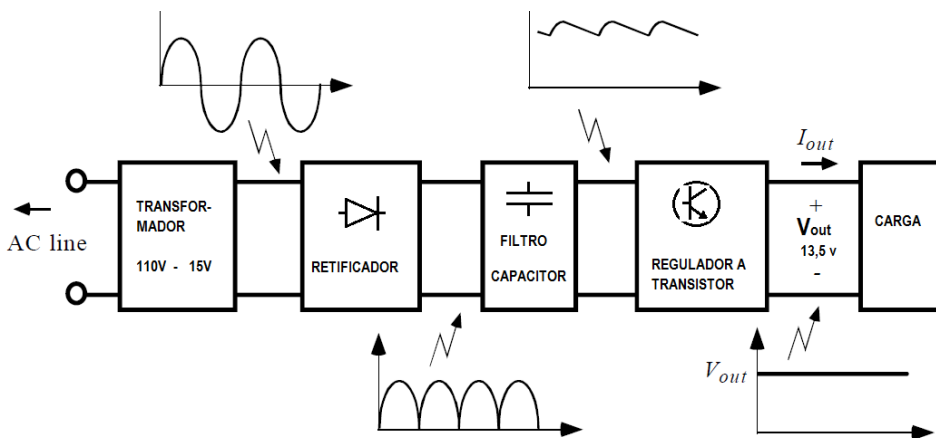 AC line
TRANSFOR-
MADOR
110V - 15V
RETIFICADOR
FILTRO
CAPACITOR
REGULADOR A
TRANSISTOR
Iout
+
Vout
13,5 v
-
CARGA
Vout